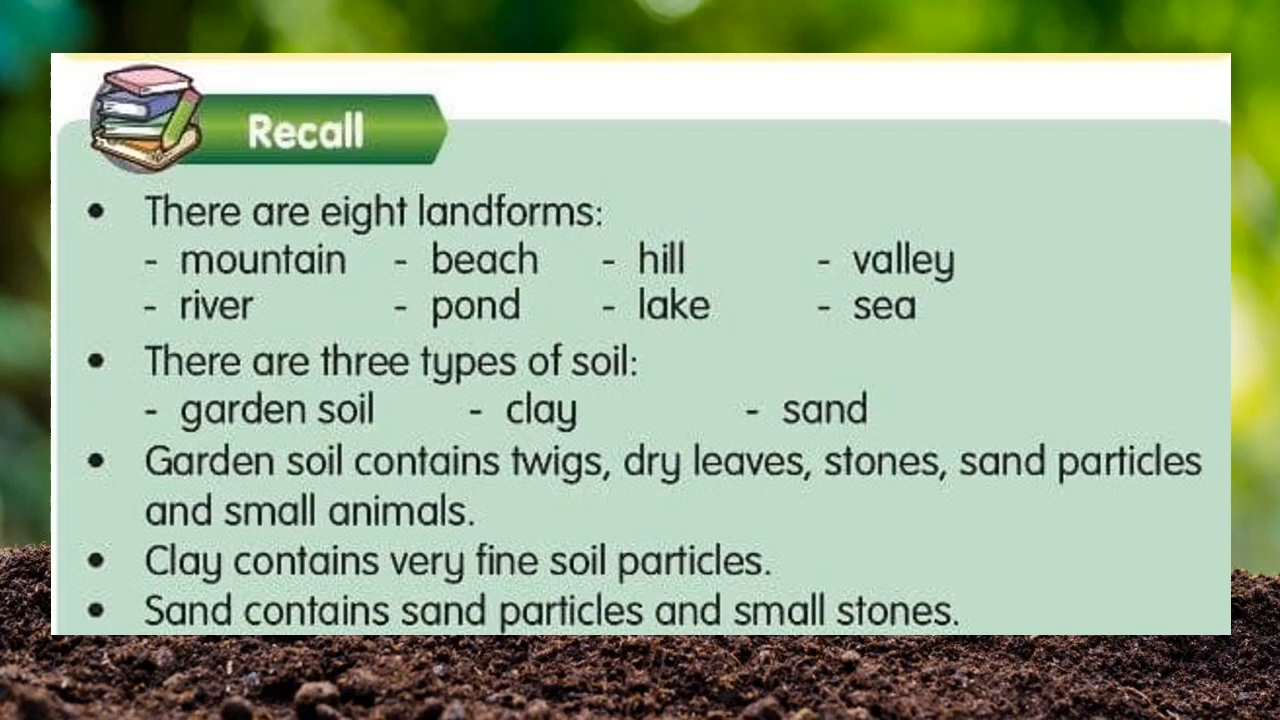 Recall
• There are eight landforms:
- mountain - beach - hill - valley
- river - pond - lake - sea
• There are three types of soil:
- garden soil - clay - sand
• Garden soil contains twigs, dry leaves, stones, sand particles
and small animals.
• Clay contains very fine soil particles.
• Sand contains sand particles and small stones.